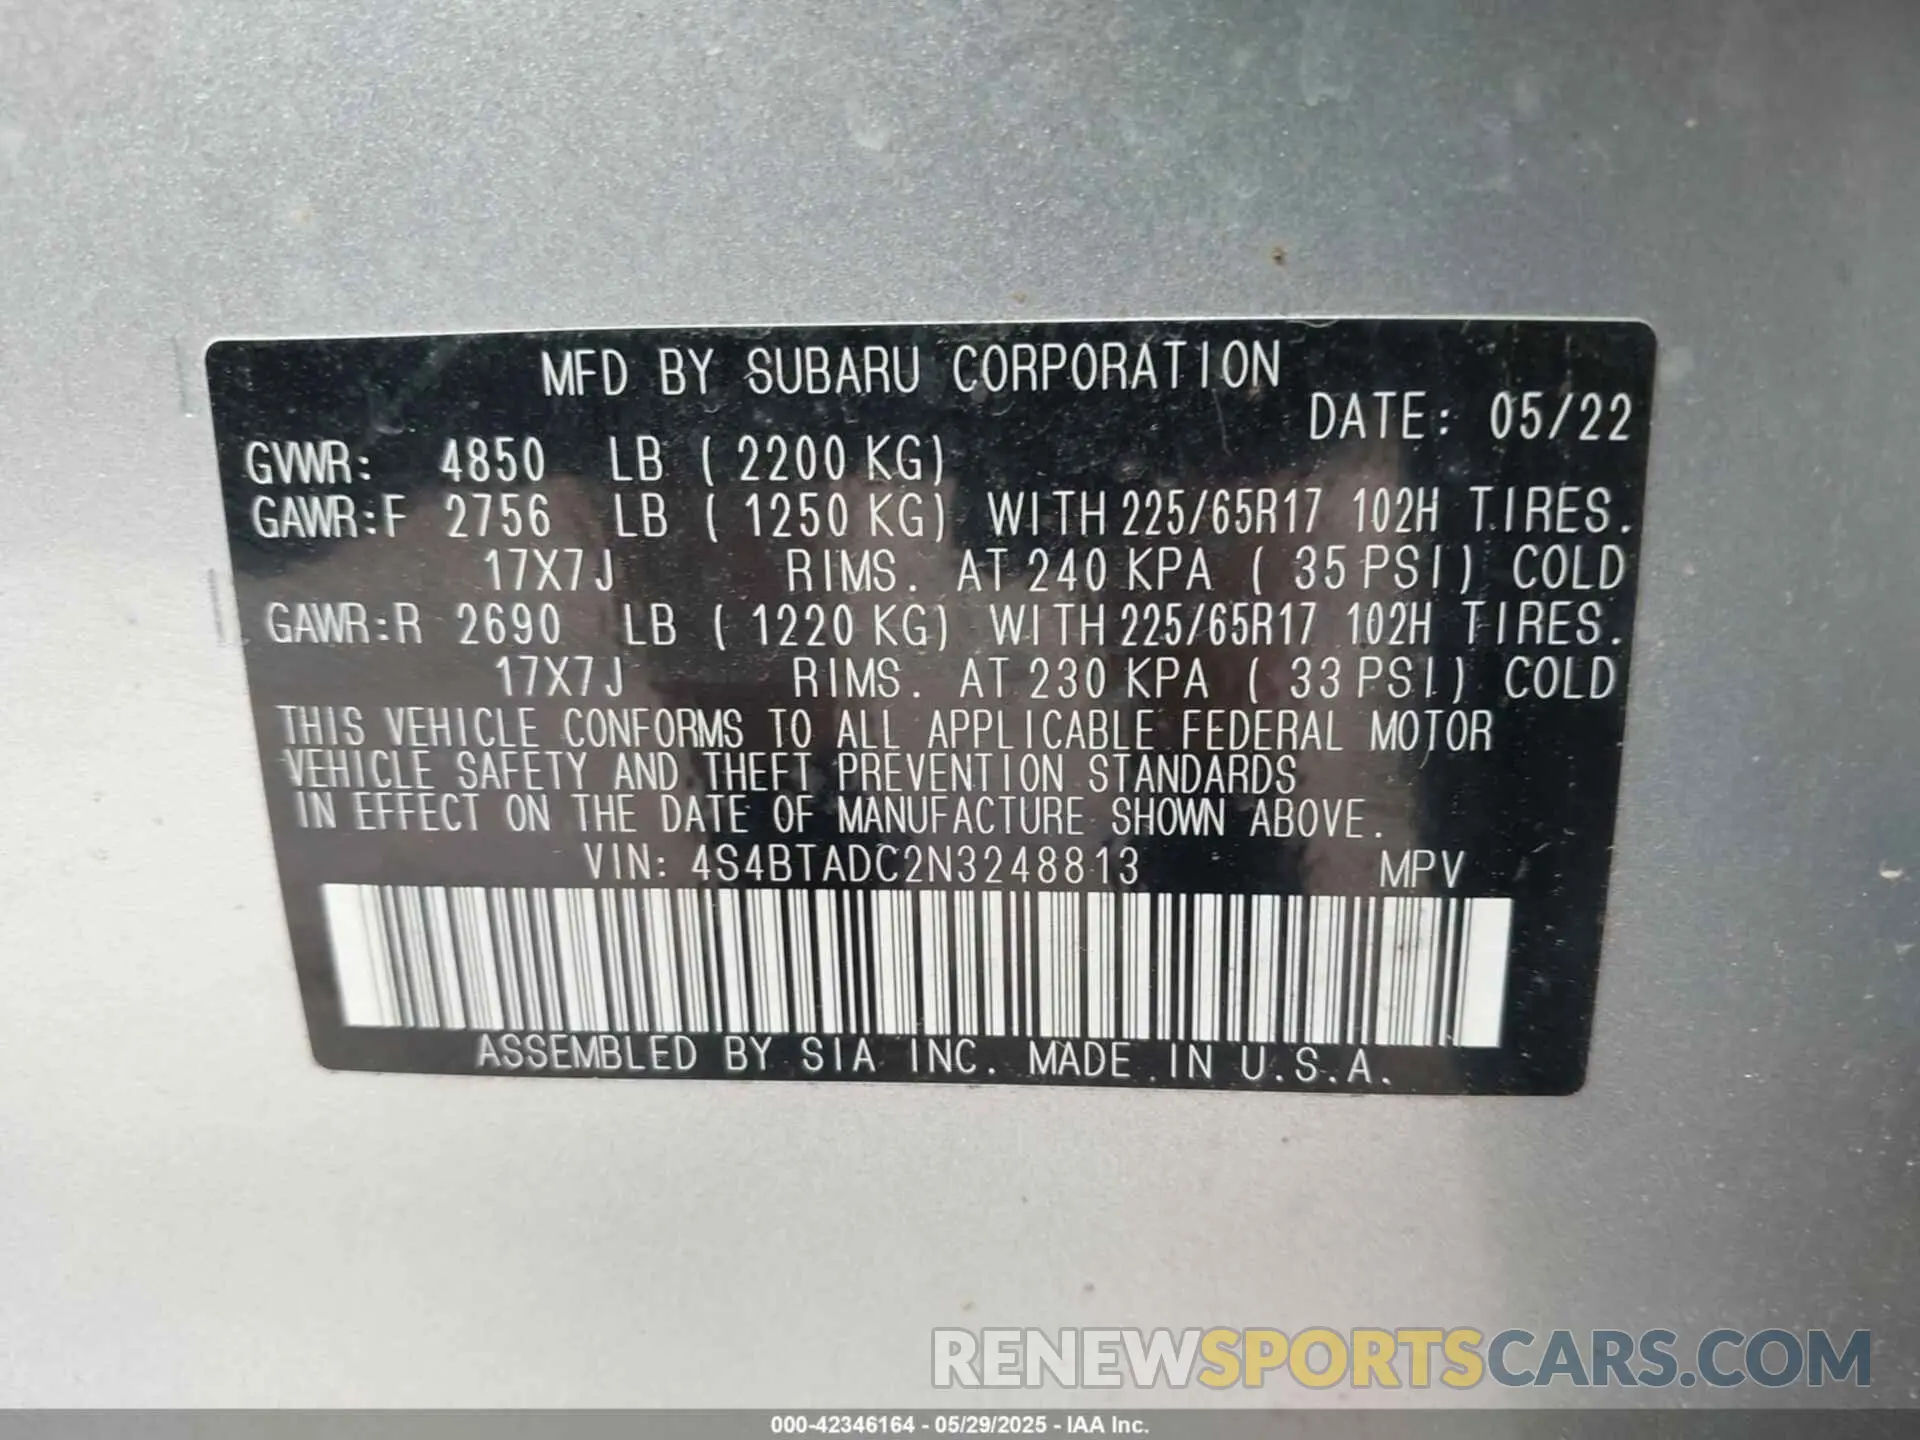 MFD BY SUBARU CORPORATION
DATE: 05/22
GVWR: 4850 LB ( 2200 KG)
GAWR:F 2756 LB ( 1250 KG) WITH 225/65R17 102H TIRES.
17X7J RIMS. AT 240 KPA ( 35 PSI) COLD
GAWR:R 2690 LB ( 1220 KG) WITH 225/65R17 102H TIRES.
17X7J RIMS. AT 230 KPA ( 33 PSI) COLD
THIS VEHICLE CONFORMS TO ALL APPLICABLE FEDERAL MOTOR
VEHICLE SAFETY AND THEFT PREVENTION STANDARDS
IN EFFECT ON THE DATE OF MANUFACTURE SHOWN ABOVE.
VIN: 4S4BTADC2N3248813 MPV
ASSEMBLED BY SIA INC. MADE IN U.S.A.
RENEWSPORTSCARS.COM
000-42346164 - 05/29/2025 - IAA Inc.